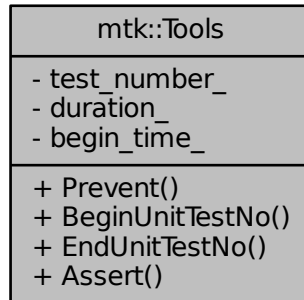 mtk::Tools
- test_number_
- duration_
- begin_time_
+ Prevent()
+ BeginUnitTestNo()
+ EndUnitTestNo()
+ Assert()